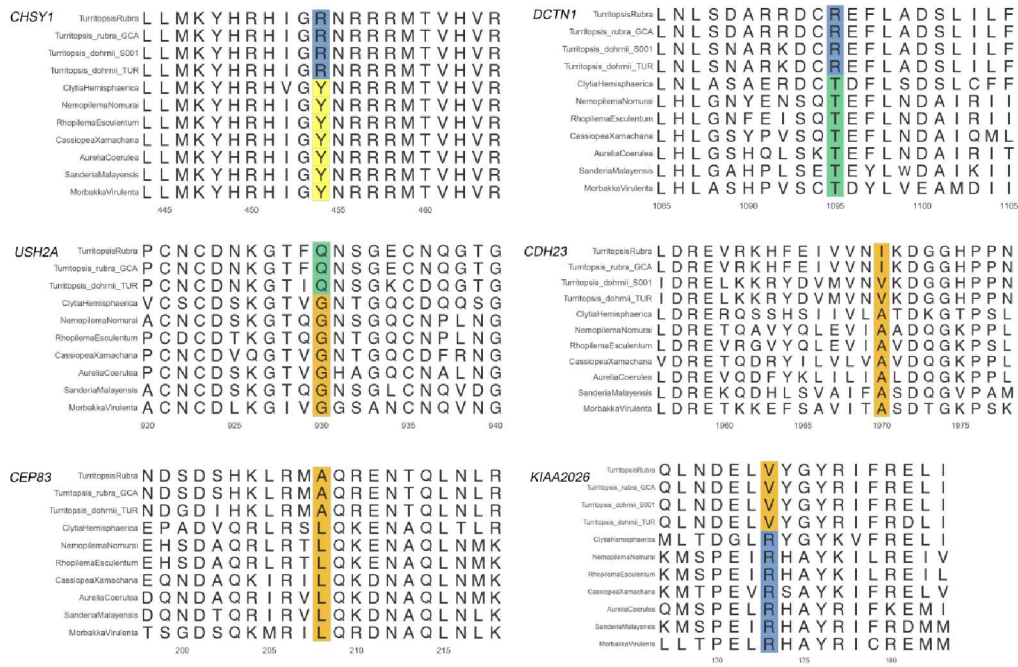 CHSY1
TurritopsisRubra L L M K Y H R H I G R N R R R M T V H V R
Turritopsis_rubra_GCA L L M K Y H R H I G R N R R R M T V H V R
Turritopsis_dohrnii_S001 L L M K Y H R H I G R N R R R M T V H V R
Turritopsis_dohrnii_TUR L L M K Y H R H I G R N R R R M T V H V R
ClytiaHemisphaerica L L M K Y H R H V G Y N R R R M T V H V R
NemopilemaNomurai L L M K Y H R H I G Y N R R R M T V H V R
RhopilemaEsculentum L L M K Y H R H I G Y N R R R M T V H V R
CassiopeaXamachana L L M K Y H R H I G Y N R R R M T V H V R
AureliaCoerulea L L M K Y H R H I G Y N R R R M T V H V R
SanderiaMalayensis L L M K Y H R H I G Y N R R R M T V H V R
MorbakkaVirulenta L L M K Y H R H I G Y N R R R M T V H V R
445 450 455 460
DCTN1
TurritopsisRubra L N L S D A R R D C R E F L A D S L I L F
Turritopsis_rubra_GCA L N L S D A R R D C R E F L A D S L I L F
Turritopsis_dohrnii_S001 L N L S N A R K D C R E F L A D S L I L F
Turritopsis_dohrnii_TUR L N L S N A R K D C R E F L A D S L I L F
ClytiaHemisphaerica L N L A S A E R D C T D F L S D S L C F F
NemopilemaNomurai L H L G N Y E N S Q T E F L N D A I R I I
RhopilemaEsculentum L H L G N F E I S Q T E F L N D A I R I I
CassiopeaXamachana L H L G S Y P V S Q T E F L N D A I Q M L
AureliaCoerulea L H L G S H Q L S K T E F L N D A I R I T
SanderiaMalayensis L H L G A H P L S E T E Y L W D A I K I I
MorbakkaVirulenta L H L A S H P V S C T D Y L V E A M D I I
1085 1090 1095 1100 1105
USH2A
TurritopsisRubra P C N C D N K G T F Q N S G E C N Q G T G
Turritopsis_rubra_GCA P C N C D N K G T F Q N S G E C N Q G T G
Turritopsis_dohrnii_TUR P C N C D N K G T I Q N S G K C D Q G T G
ClytiaHemisphaerica V C S C D S K G T V G N T G Q C D Q Q S G
NemopilemaNomurai A C N C D S K G T Q G N S G Q C N P L N G
RhopilemaEsculentum P C D C D T K G T Q G N T G Q C N P L N G
CassiopeaXamachana P C N C D V Q G T V G N T G Q C D F R N G
AureliaCoerulea P C N C D S K G T V G H A G Q C N A L N G
SanderiaMalayensis A C N C D S K G T Q G N S G L C N Q V D G
MorbakkaVirulenta A C N C D L K G I V G G S A N C N Q V N G
920 925 930 935 940
CDH23
TurritopsisRubra L D R E V R K H F E I V V N I K D G G H P P N
Turritopsis_rubra_GCA L D R E V R K H F E I V V N I K D G G H P P N
Turritopsis_dohrnii_S001 I D R E L K K R Y D V M V N V K D G G H P P N
Turritopsis_dohrnii_TUR I D R E L K K R Y D V M V N V K D G G H P P N
ClytiaHemisphaerica L D R E R Q S S H S I I V L A T D K G T P S L
NemopilemaNomurai L D R E T Q A V Y Q L E V I A A D Q G K P P L
RhopilemaEsculentum L D R E R G V R Y Q L E V I A V D Q G K P P L
CassiopeaXamachana V D R E T Q D R Y I L V L V A V D Q G K P P L
AureliaCoerulea L D R E V Q D F Y K L I L I A L D Q G K P P L
SanderiaMalayensis L D R E K Q D H L S V A I F A S D Q G V P A M
MorbakkaVirulenta L D R E T K K E F S A V I T A S D T G K P S K
1960 1965 1970 1975
CEP83
TurritopsisRubra N D S D S H K L R M A Q R E N T Q L N L R
Turritopsis_rubra_GCA N D S D S H K L R M A Q R E N T Q L N L R
Turritopsis_dohrnii_TUR N D G D I H K L R M A Q R E N T Q L N L R
ClytiaHemisphaerica E P A D V Q R L R S L Q K E N A Q L T L R
NemopilemaNomurai E H S D A Q R L R T L Q K E N A Q L N M K
RhopilemaEsculentum E H S D A Q R L R T L Q K E N A Q L N M K
CassiopeaXamachana E Q N D A Q K I R I L Q K D N A Q L N L K
AureliaCoerulea D Q N D A Q R I R V L Q K D N A Q L N M K
SanderiaMalayensis D Q N D T Q R I R V L Q K D N A Q L N L K
MorbakkaVirulenta T S G D S Q K M R I L Q R D N A Q L N L K
200 205 210 215
KIAA2026
TurritopsisRubra Q L N D E L V Y G Y R I F R E L I
Turritopsis_rubra_GCA Q L N D E L V Y G Y R I F R E L I
Turritopsis_dohrnii_S001 Q L N D E L V Y G Y R I F R E L I
Turritopsis_dohrnii_TUR Q L N D E L V Y G Y R I F R D L I
ClytiaHemisphaerica M L T D G L R Y G Y K V F R E L I
NemopilemaNomurai K M S P E I R H A Y K I L R E I V
RhopilemaEsculentum K M S P E I R H A Y K I L R E I L
CassiopeaXamachana K M T P E V R S A Y K I F R E L V
AureliaCoerulea Q M S P E L R H A Y R I F K E M I
SanderiaMalayensis K M S P E I R H A Y R I F R D M M
MorbakkaVirulenta L L T P E L R H A Y R I C R E M M
170 175 180